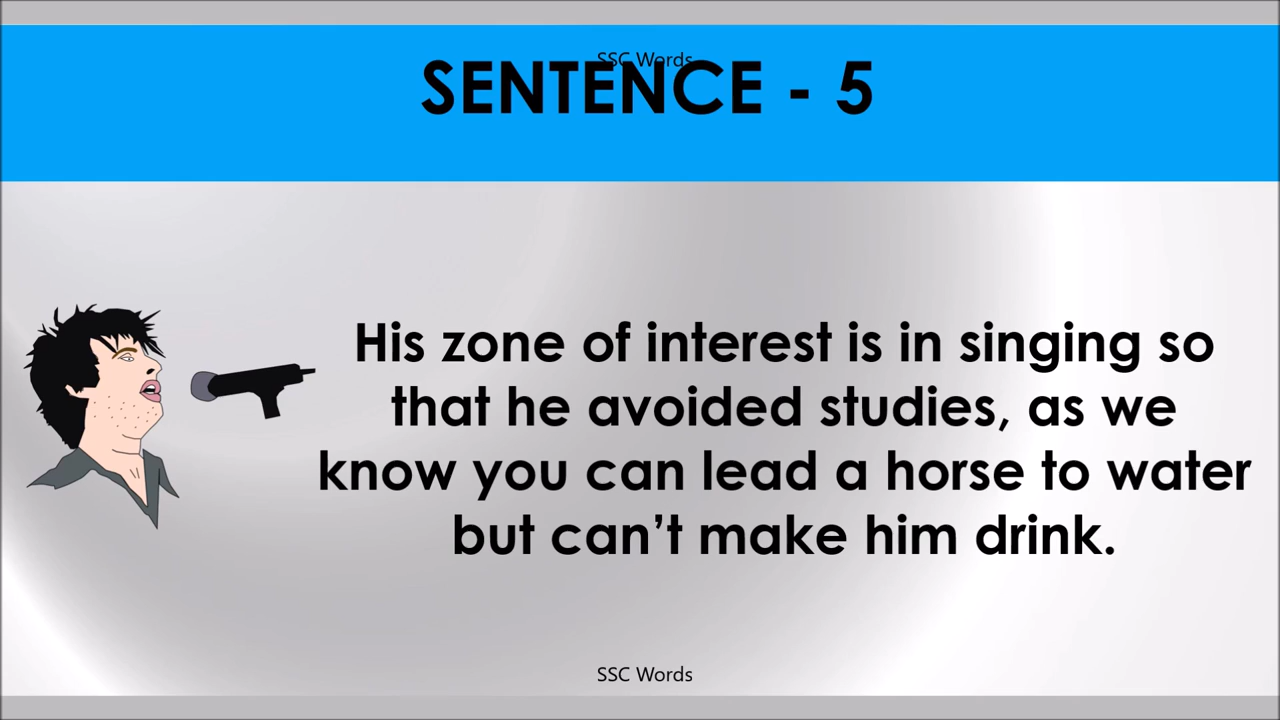 SSC Words
SENTENCE - 5
His zone of interest is in singing so
that he avoided studies, as we
know you can lead a horse to water
but can’t make him drink.
SSC Words